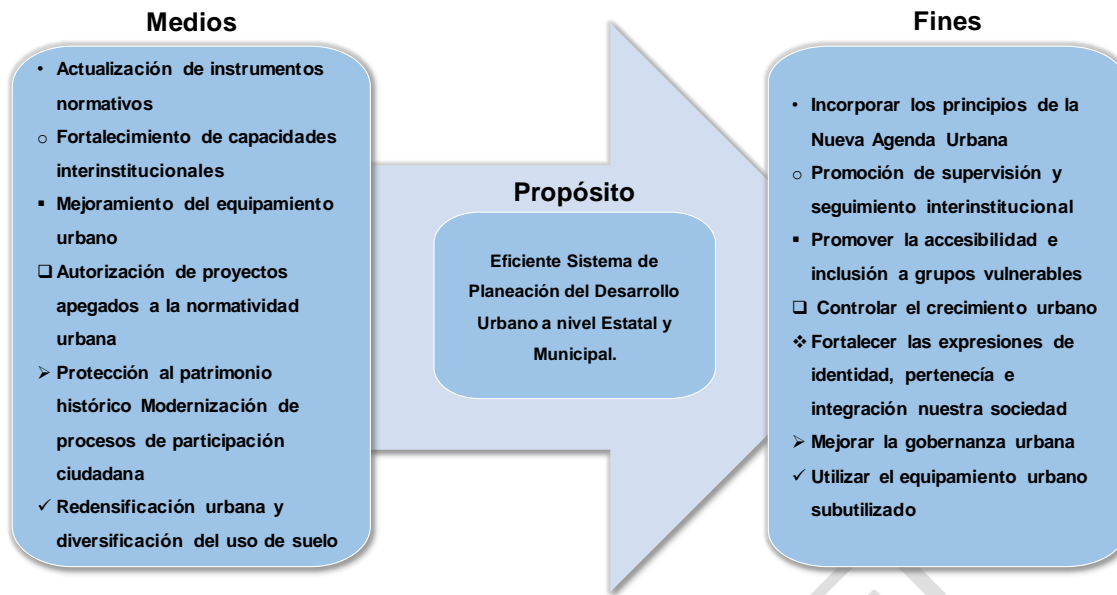 Medios
• Actualización de instrumentos
normativos
o Fortalecimiento de capacidades
interinstitucionales
▪ Mejoramiento del equipamiento
urbano
❑ Autorización de proyectos
apegados a la normatividad
urbana
➢ Protección al patrimonio
histórico Modernización de
procesos de participación
ciudadana
✓ Redensificación urbana y
diversificación del uso de suelo
Propósito
Eficiente Sistema de
Planeación del Desarrollo
Urbano a nivel Estatal y
Municipal.
Fines
• Incorporar los principios de la
Nueva Agenda Urbana
o Promoción de supervisión y
seguimiento interinstitucional
▪ Promover la accesibilidad e
inclusión a grupos vulnerables
❑ Controlar el crecimiento urbano
❖ Fortalecer las expresiones de
identidad, pertenecía e
integración nuestra sociedad
➢ Mejorar la gobernanza urbana
✓ Utilizar el equipamiento urbano
subutilizado